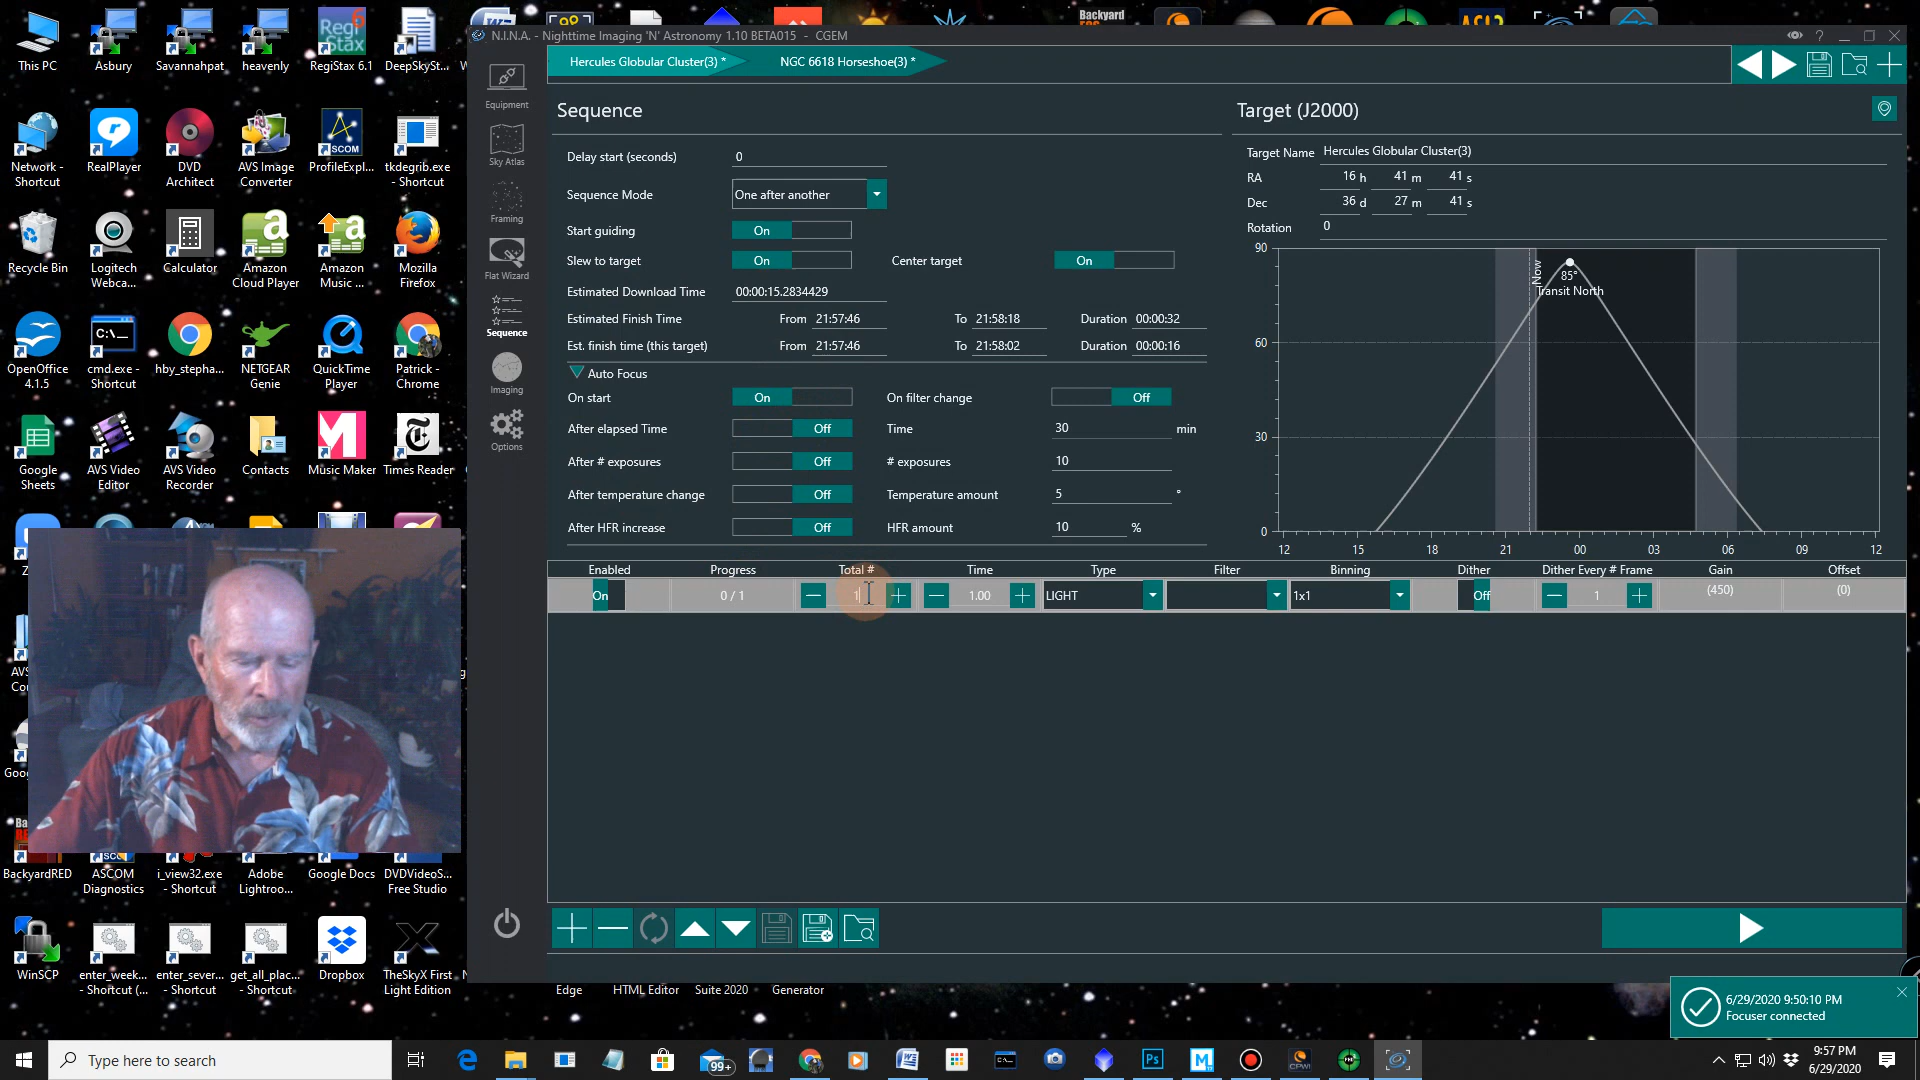 N.I.N.A. - Nighttime Imaging 'N' Astronomy 1.10 BETA015 - CGEM
Hercules Globular Cluster(3) *
NGC 6618 Horseshoe(3) *
Equipment
Sky Atlas
Framing
Flat Wizard
Sequence
Imaging
Options
Sequence
Delay start (seconds) 0
Sequence Mode One after another
Start guiding On
Slew to target On Center target On
Estimated Download Time 00:00:15.2834429
Estimated Finish Time From 21:57:46 To 21:58:18 Duration 00:00:32
Est. finish time (this target) From 21:57:46 To 21:58:02 Duration 00:00:16
Auto Focus
On start On On filter change Off
After elapsed Time Off Time 30 min
After # exposures Off # exposures 10
After temperature change Off Temperature amount 5 °
After HFR increase Off HFR amount 10 %
Target (J2000)
Target Name Hercules Globular Cluster(3)
RA 16 h 41 m 41 s
Dec 36 d 27 m 41 s
Rotation 0
90
60
30
0
Now
85°
Transit North
12 15 18 21 00 03 06 09 12
Enabled Progress Total # Time Type Filter Binning Dither Dither Every # Frame Gain Offset
On 0 / 1 1 1.00 LIGHT 1x1 Off 1 (450) (0)
This PC
Asbury
Savannahpat
heavenly
RegiStax 6.1
DeepSkySt...
Network - Shortcut
RealPlayer
DVD Architect
AVS Image Converter
ProfileExpl...
tkdegrib.exe - Shortcut
Recycle Bin
Logitech Webca...
Calculator
Amazon Cloud Player
Amazon Music ...
Mozilla Firefox
OpenOffice 4.1.5
cmd.exe - Shortcut
hby_stepha...
NETGEAR Genie
QuickTime Player
Patrick - Chrome
Google Sheets
AVS Video Editor
AVS Video Recorder
Contacts
Music Maker
Times Reader
BackyardRED
ASCOM Diagnostics
i_view32.exe - Shortcut
Adobe Lightroo...
Google Docs
DVDVideoS... Free Studio
WinSCP
enter_week... - Shortcut (...
enter_sever... - Shortcut
get_all_plac... - Shortcut
Dropbox
TheSkyX First Light Edition
Edge
HTML Editor
Suite 2020
Generator
6/29/2020 9:50:10 PM
Focuser connected
Type here to search
99+
9:57 PM
6/29/2020